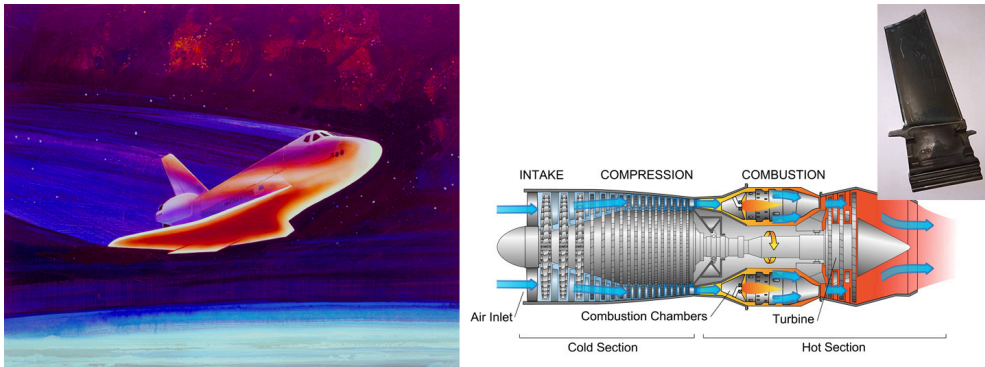 INTAKE
COMPRESSION
COMBUSTION
Air Inlet
Combustion Chambers
Turbine
Cold Section
Hot Section